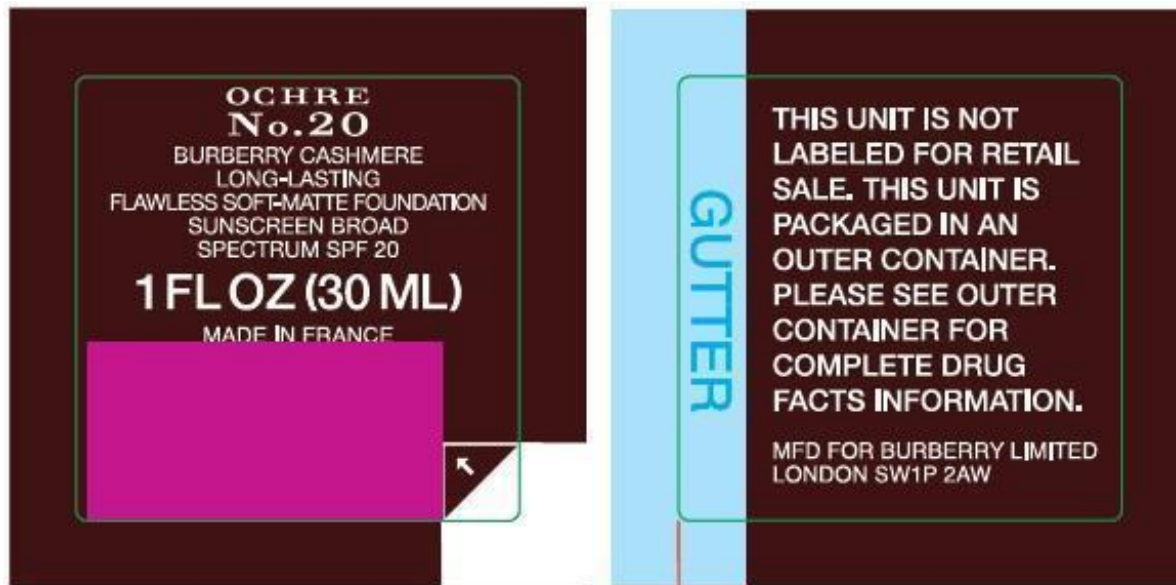 OCHRE
No.20
BURBERRY CASHMERE
LONG-LASTING
FLAWLESS SOFT-MATTE FOUNDATION
SUNSCREEN BROAD
SPECTRUM SPF 20
1 FL OZ (30 ML)
MADE IN FRANCE
GUTTER
THIS UNIT IS NOT
LABELED FOR RETAIL
SALE. THIS UNIT IS
PACKAGED IN AN
OUTER CONTAINER.
PLEASE SEE OUTER
CONTAINER FOR
COMPLETE DRUG
FACTS INFORMATION.
MFD FOR BURBERRY LIMITED
LONDON SW1P 2AW